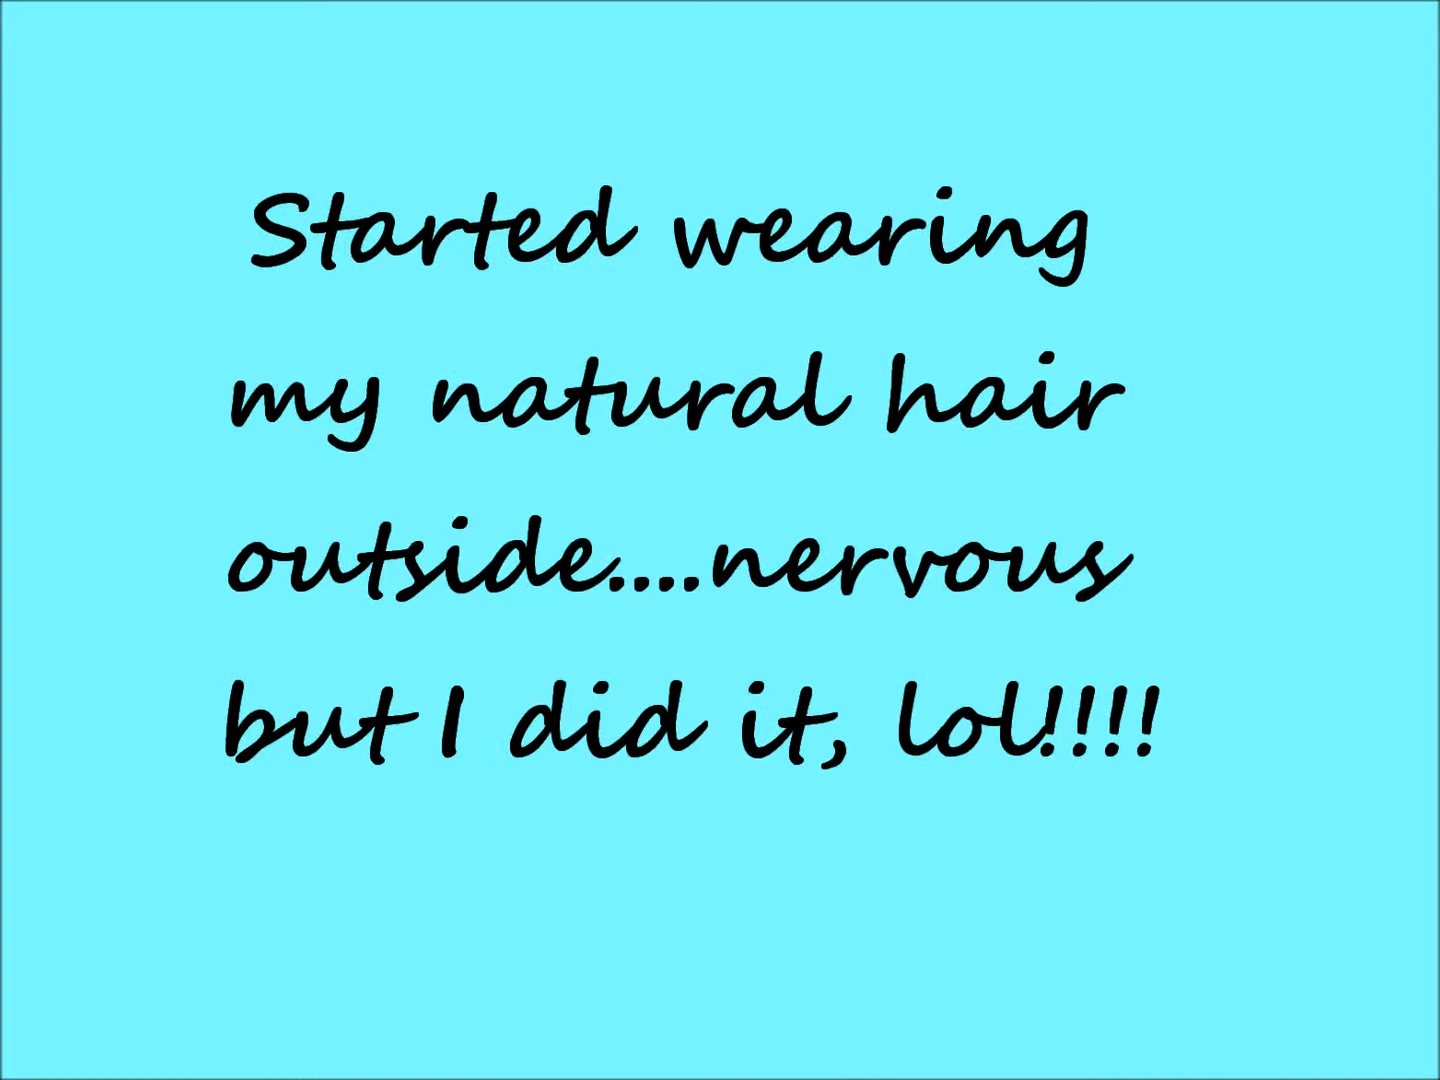 Started wearing
my natural hair
outside....nervous
but I did it, lol!!!!